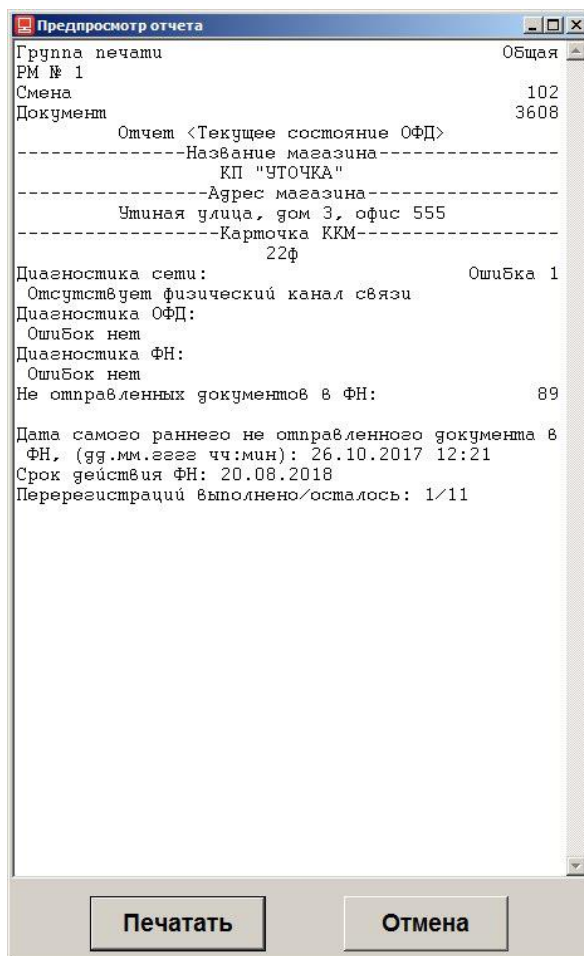 Предпросмотр отчета
Группа печати Общая
РМ № 1
Смена 102
Документ 3608
Отчет <Текущее состояние ОФД>
---------------Название магазина----------------
КП "УТОЧКА"
-----------------Адрес магазина-----------------
Утиная улица, дом 3, офис 555
------------------Карточка ККМ------------------
22ф
Диагностика сети: Ошибка 1
Отсутствует физический канал связи
Диагностика ОФД:
Ошибок нет
Диагностика ФН:
Ошибок нет
Не отправленных документов в ФН: 89
Дата самого раннего не отправленного документа в
ФН, (дд.мм.гггг чч:мин): 26.10.2017 12:21
Срок действия ФН: 20.08.2018
Перерегистраций выполнено/осталось: 1/11
Печатать Отмена